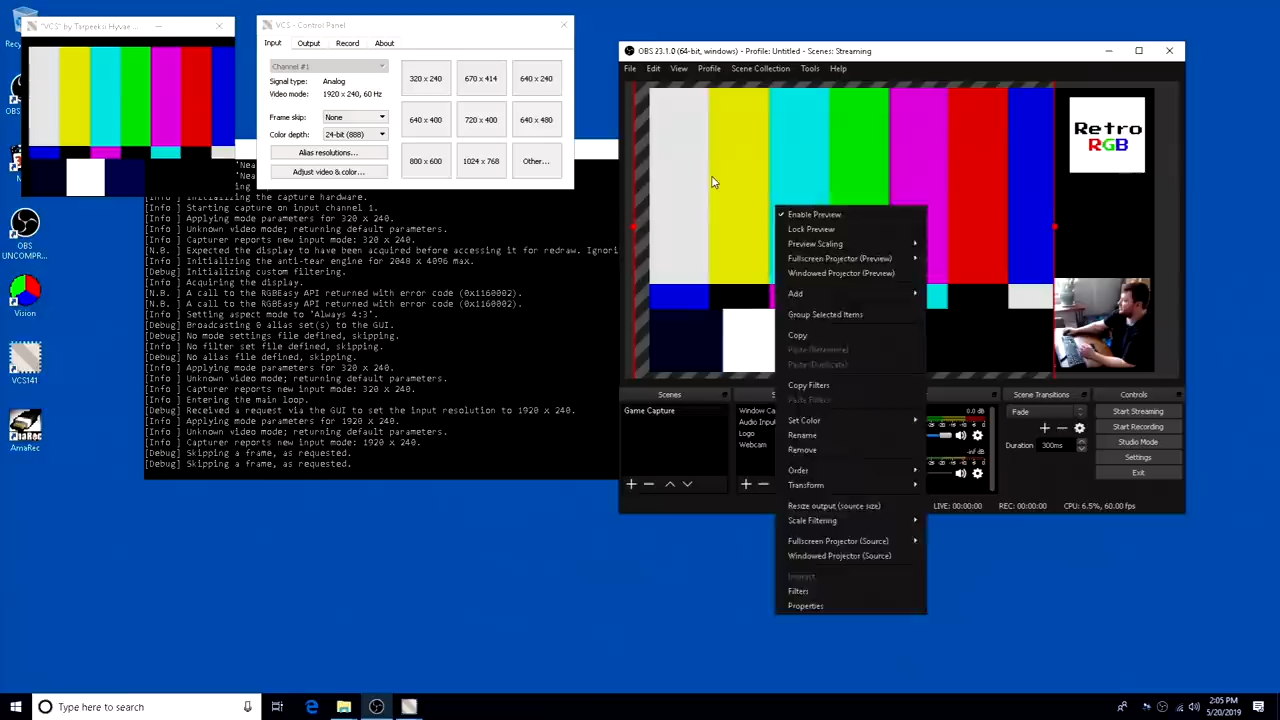 "VCS" by Tarpeeksi Hyvae ...
VCS - Control Panel
Input
Output
Record
About
Channel #1
Signal type:
Analog
Video mode:
1920 x 240, 60 Hz
Frame skip:
None
Color depth:
24-bit (888)
Alias resolutions...
Adjust video & color...
320 x 240
670 x 414
640 x 240
640 x 400
720 x 400
640 x 480
800 x 600
1024 x 768
Other...
'Nea
'Nea
ing
[Info ] Initializing the capture hardware.
[Info ] Starting capture on input channel 1.
[Info ] Applying mode parameters for 320 x 240.
[Info ] Unknown video mode; returning default parameters.
[Info ] Capturer reports new input mode: 320 x 240.
[N.B. ] Expected the display to have been acquired before accessing it for redraw. Ignori
[Info ] Initializing the anti-tear engine for 2048 x 4096 max.
[Debug] Initializing custom filtering.
[Info ] Acquiring the display.
[N.B. ] A call to the RGBEasy API returned with error code (0x1160002).
[N.B. ] A call to the RGBEasy API returned with error code (0x1160002).
[Info ] Setting aspect mode to 'Always 4:3'.
[Debug] Broadcasting 0 alias set(s) to the GUI.
[Info ] No mode settings file defined, skipping.
[Info ] No filter set file defined, skipping.
[Debug] No alias file defined, skipping.
[Info ] Applying mode parameters for 320 x 240.
[Info ] Unknown video mode; returning default parameters.
[Info ] Capturer reports new input mode: 320 x 240.
[Info ] Entering the main loop.
[Debug] Received a request via the GUI to set the input resolution to 1920 x 240.
[Info ] Applying mode parameters for 1920 x 240.
[Info ] Unknown video mode; returning default parameters.
[Info ] Capturer reports new input mode: 1920 x 240.
[Debug] Skipping a frame, as requested.
[Debug] Skipping a frame, as requested.
OBS
UNCOMPR...
Vision
VCS141
AmaRec
OBS 23.1.0 (64-bit, windows) - Profile: Untitled - Scenes: Streaming
File
Edit
View
Profile
Scene Collection
Tools
Help
Retro
RGB
Enable Preview
Lock Preview
Preview Scaling
Fullscreen Projector (Preview)
Windowed Projector (Preview)
Add
Group Selected Items
Copy
Paste (Reference)
Paste (Duplicate)
Copy Filters
Paste Filters
Set Color
Rename
Remove
Order
Transform
Resize output (source size)
Scale Filtering
Fullscreen Projector (Source)
Windowed Projector (Source)
Interact
Filters
Properties
Scenes
Game Capture
Window Ca
Audio Input
Logo
Webcam
0.0 dB
-inf dB
Scene Transitions
Fade
Duration
300ms
Controls
Start Streaming
Start Recording
Studio Mode
Settings
Exit
LIVE: 00:00:00
REC: 00:00:00
CPU: 6.5%, 60.00 fps
Type here to search
2:05 PM
5/20/2019